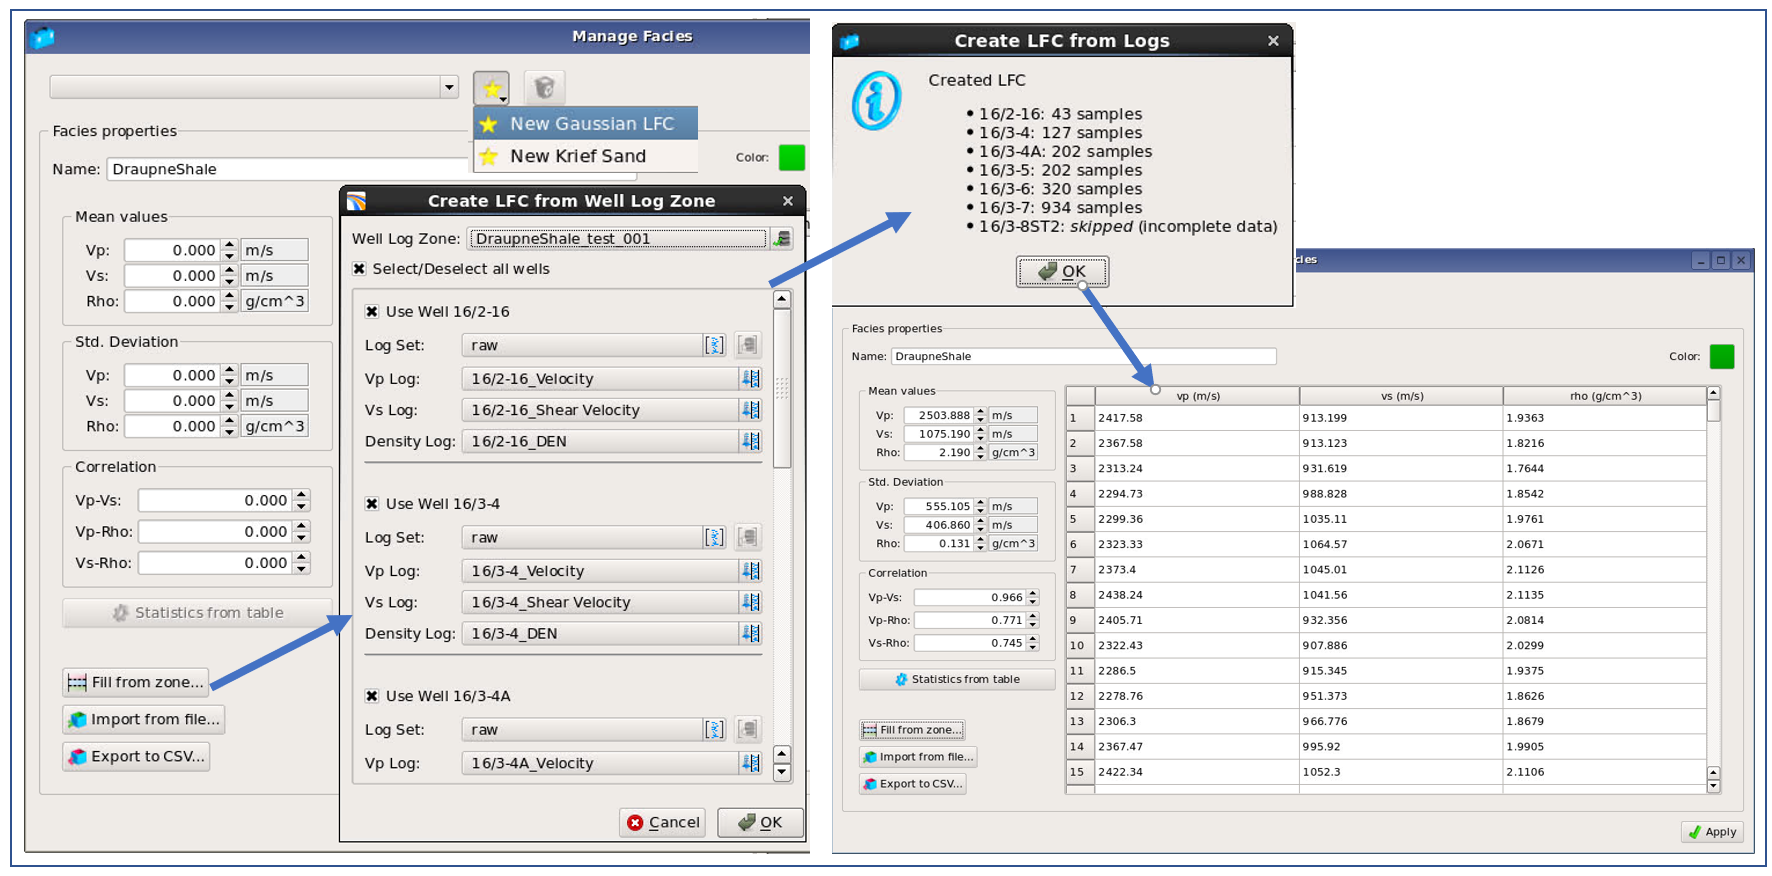 Manage Facies
New Gaussian LFC
New Krief Sand
Facies properties
Name: DraupneShale
Color:
Mean values
Vp: 0.000 m/s
Vs: 0.000 m/s
Rho: 0.000 g/cm^3
Std. Deviation
Vp: 0.000 m/s
Vs: 0.000 m/s
Rho: 0.000 g/cm^3
Correlation
Vp-Vs: 0.000
Vp-Rho: 0.000
Vs-Rho: 0.000
Statistics from table
Fill from zone...
Import from file...
Export to CSV...
Create LFC from Well Log Zone
Well Log Zone: DraupneShale_test_001
Select/Deselect all wells
Use Well 16/2-16
Log Set: raw
Vp Log: 16/2-16_Velocity
Vs Log: 16/2-16_Shear Velocity
Density Log: 16/2-16_DEN
Use Well 16/3-4
Log Set: raw
Vp Log: 16/3-4_Velocity
Vs Log: 16/3-4_Shear Velocity
Density Log: 16/3-4_DEN
Use Well 16/3-4A
Log Set: raw
Vp Log: 16/3-4A_Velocity
Cancel OK
Create LFC from Logs
Created LFC
• 16/2-16: 43 samples
• 16/3-4: 127 samples
• 16/3-4A: 202 samples
• 16/3-5: 202 samples
• 16/3-6: 320 samples
• 16/3-7: 934 samples
• 16/3-8ST2: skipped (incomplete data)
OK
cies
Facies properties
Name: DraupneShale
Color:
Mean values
Vp: 2503.888 m/s
Vs: 1075.190 m/s
Rho: 2.190 g/cm^3
Std. Deviation
Vp: 555.105 m/s
Vs: 406.860 m/s
Rho: 0.131 g/cm^3
Correlation
Vp-Vs: 0.966
Vp-Rho: 0.771
Vs-Rho: 0.745
Statistics from table
Fill from zone...
Import from file...
Export to CSV...
vp (m/s) vs (m/s) rho (g/cm^3)
1 2417.58 913.199 1.9363
2 2367.58 913.123 1.8216
3 2313.24 931.619 1.7644
4 2294.73 988.828 1.8542
5 2299.36 1035.11 1.9761
6 2323.33 1064.57 2.0671
7 2373.4 1045.01 2.1126
8 2438.24 1041.56 2.1135
9 2405.71 932.356 2.0814
10 2322.43 907.886 2.0299
11 2286.5 915.345 1.9375
12 2278.76 951.373 1.8626
13 2306.3 966.776 1.8679
14 2367.47 995.92 1.9905
15 2422.34 1052.3 2.1106
Apply